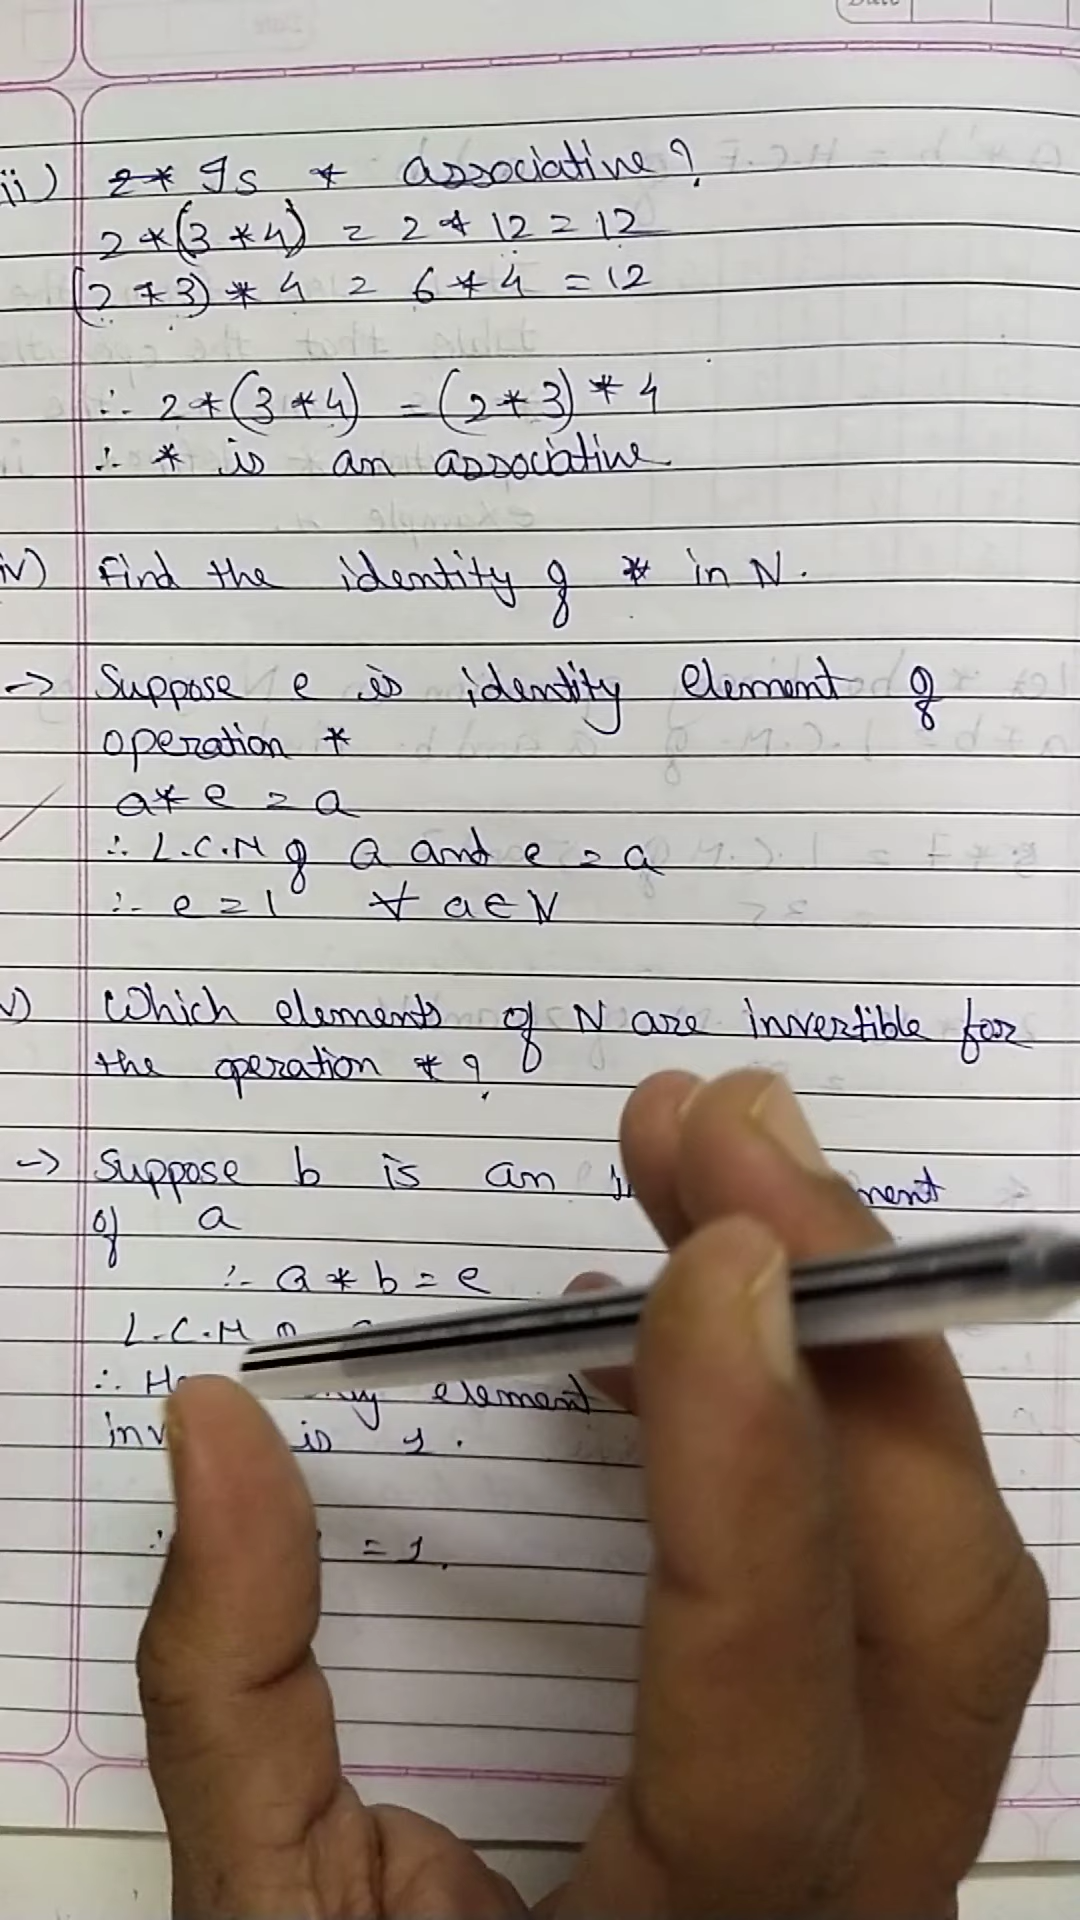 ii) 2* Is * associative?
2*(3*4) = 2*12 = 12
(2*3)*4 = 6*4 = 12
∴ 2*(3*4) = (2*3)*4
∴ * is an associative
iv) Find the identity of * in N.
-> Suppose e is identity element of
operation *
a*e = a
∴ L.C.M of a and e = a
∴ e = 1 ∀ a∈N
v) Which elements of N are invertible for
the operation * ?
-> Suppose b is an
of a
∴ a*b = e
L.C.M
∴ element
is 1.
= 1.